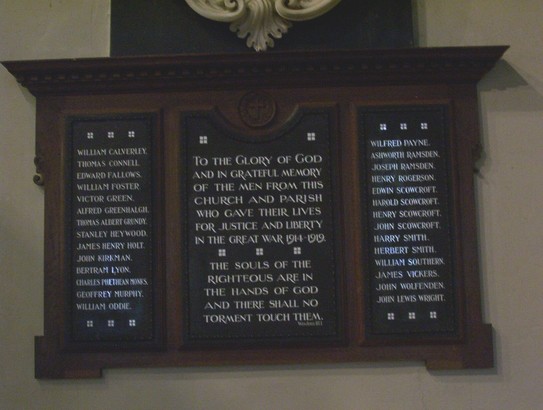 WILLIAM CALVERLEY.
THOMAS CONNELL.
EDWARD FALLOWS.
WILLIAM FOSTER
VICTOR GREEN.
ALFRED GREENHALGH.
THOMAS ALBERT GRUNDY.
STANLEY HEYWOOD.
JAMES HENRY HOLT.
JOHN KIRKMAN.
BERTRAM LYON.
CHARLES PHETHEAN MONKS.
GEOFFREY MURPHY.
WILLIAM ODDIE.
TO THE GLORY OF GOD
AND IN GRATEFUL MEMORY
OF THE MEN FROM THIS
CHURCH AND PARISH
WHO GAVE THEIR LIVES
FOR JUSTICE AND LIBERTY
IN THE GREAT WAR 1914-1919.
THE SOULS OF THE
RIGHTEOUS ARE IN
THE HANDS OF GOD
AND THERE SHALL NO
TORMENT TOUCH THEM.
WILFRED PAYNE.
ASHWORTH RAMSDEN.
JOSEPH RAMSDEN.
HENRY ROGERSON.
EDWIN SCOWCROFT.
HAROLD SCOWCROFT.
HENRY SCOWCROFT.
JOHN SCOWCROFT.
HARRY SMITH.
HERBERT SMITH.
WILLIAM SOUTHERN.
JAMES VICKERS.
JOHN WOLFENDEN.
JOHN LEWIS WRIGHT.